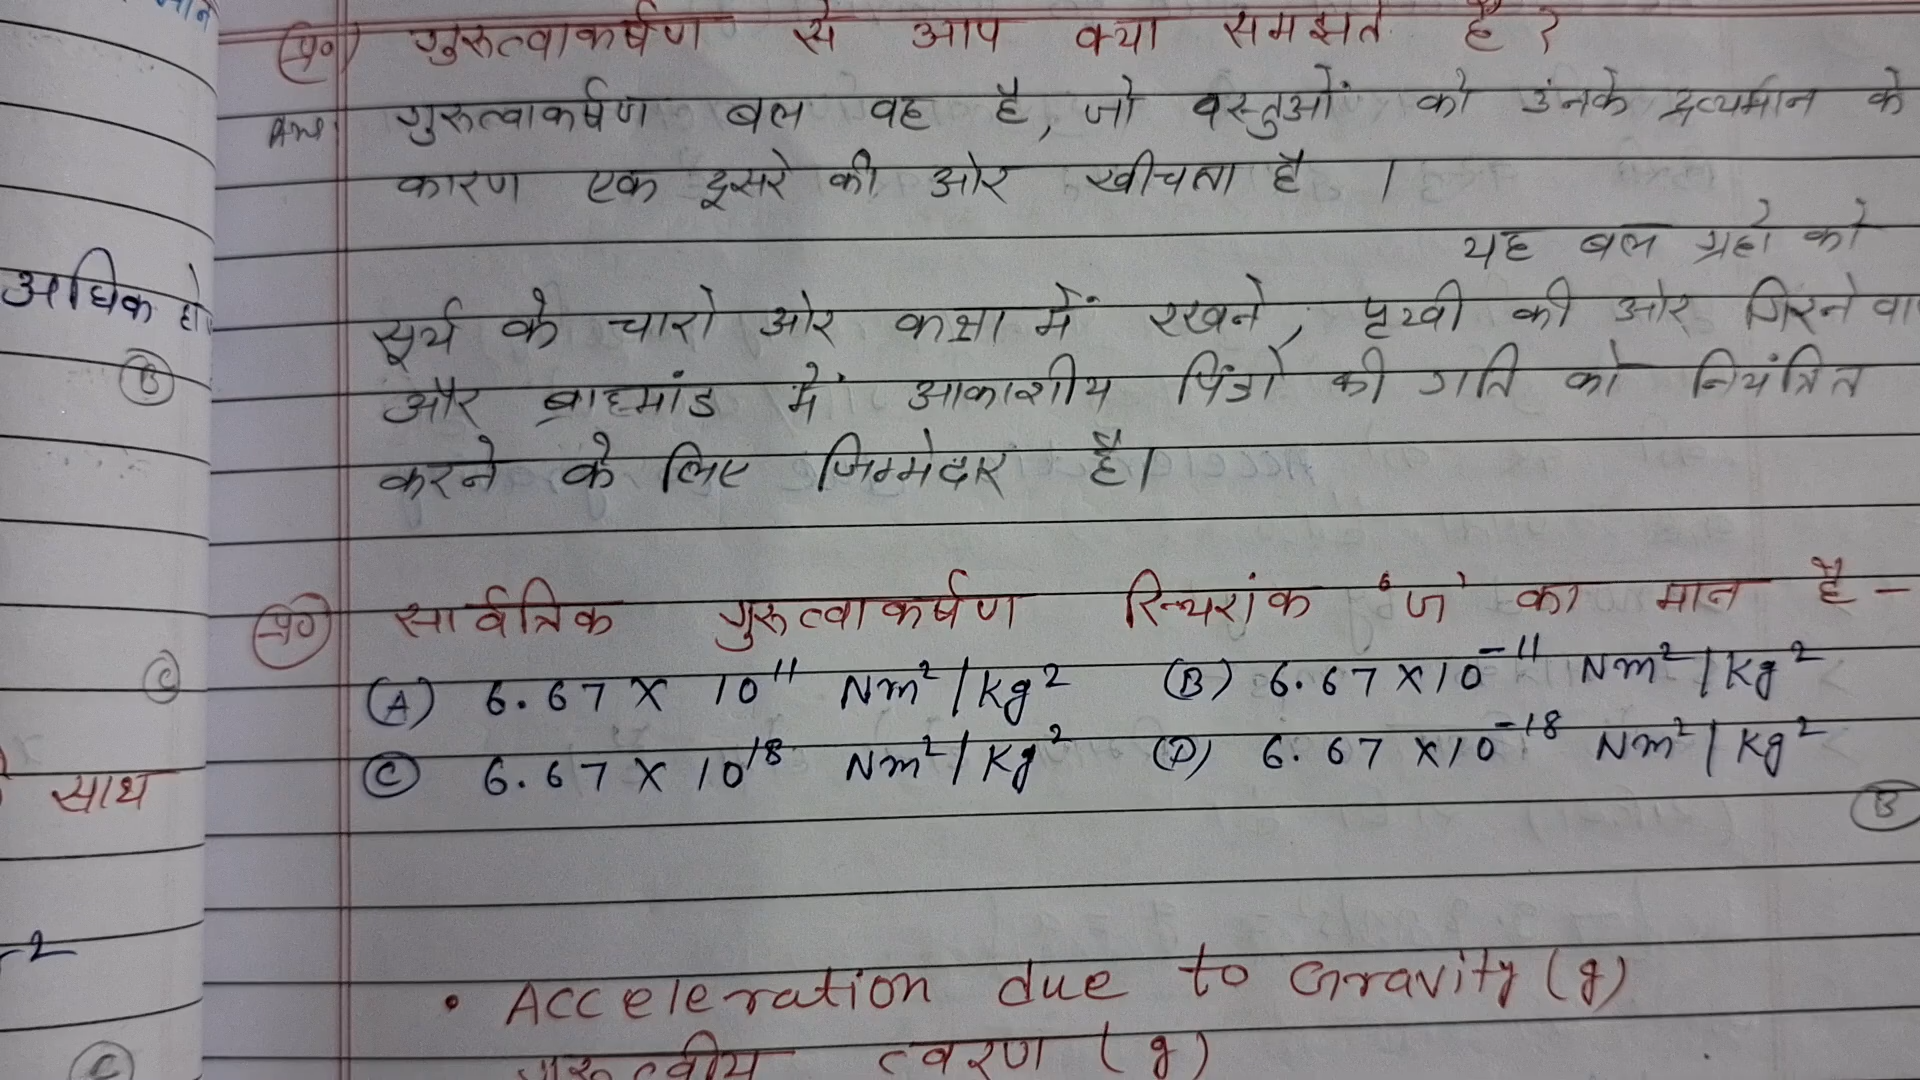 प्र० गुरुत्वाकर्षण से आप क्या समझते है ?
Ans गुरुत्वाकर्षण बल वह है, जो वस्तुओं को उनके द्रव्यमान के
कारण एक दूसरे की ओर खीचता है ।
यह बल ग्रहो को
सूर्य के चारो ओर कक्षा में रखने, पृथ्वी की ओर गिरने वा
और ब्राहमांड में आकाशीय पिंडो की गति को नियंत्रित
करने के लिए जिम्मेदार है।
प्र० सार्वत्रिक गुरुत्वाकर्षण स्थिरांक 'ज' का मान है -
(A) 6.67 × 10¹¹ Nm²/Kg² (B) 6.67 × 10⁻¹¹ Nm²/Kg²
(C) 6.67 × 10¹⁸ Nm²/Kg² (D) 6.67 × 10⁻¹⁸ Nm²/Kg²
(B)
• Acceleration due to Gravity (g)
गुरुत्वीय त्वरण (g)
अधिक हो
(B)
(C)
साथ
-2
(C)